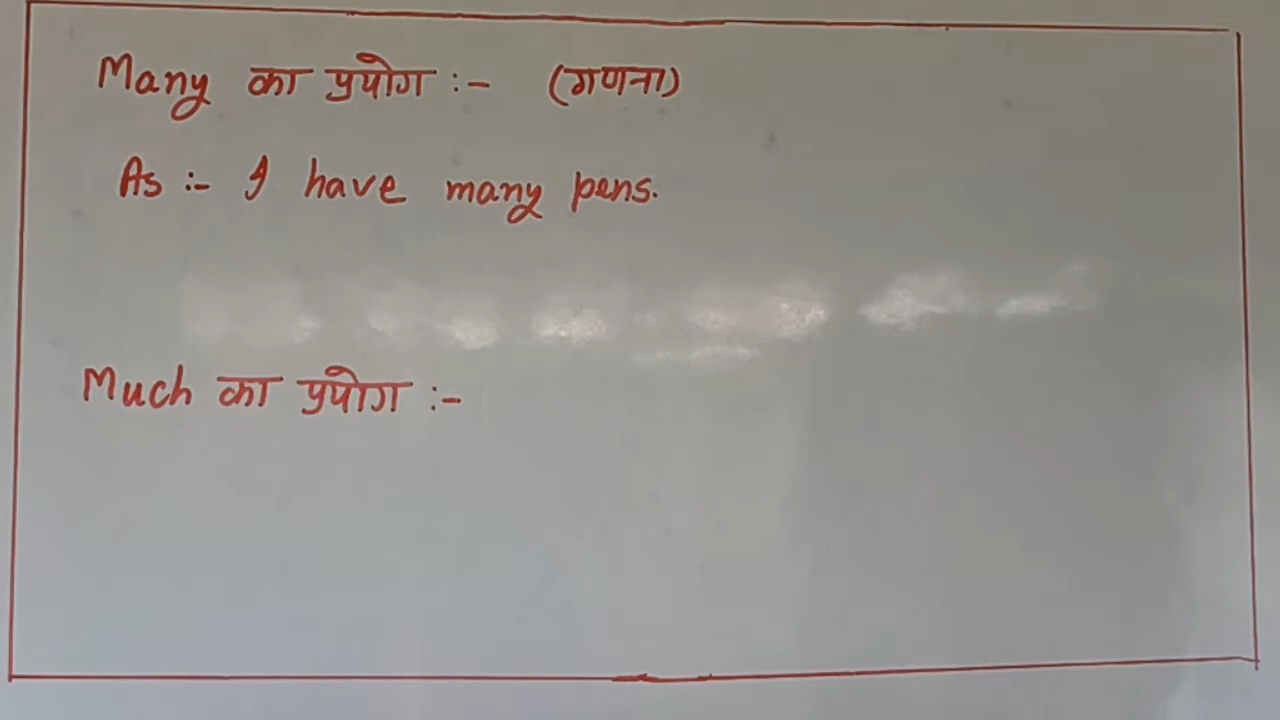 Many का प्रयोग :- (गणना)
As :- I have many pens.
Much का प्रयोग :-